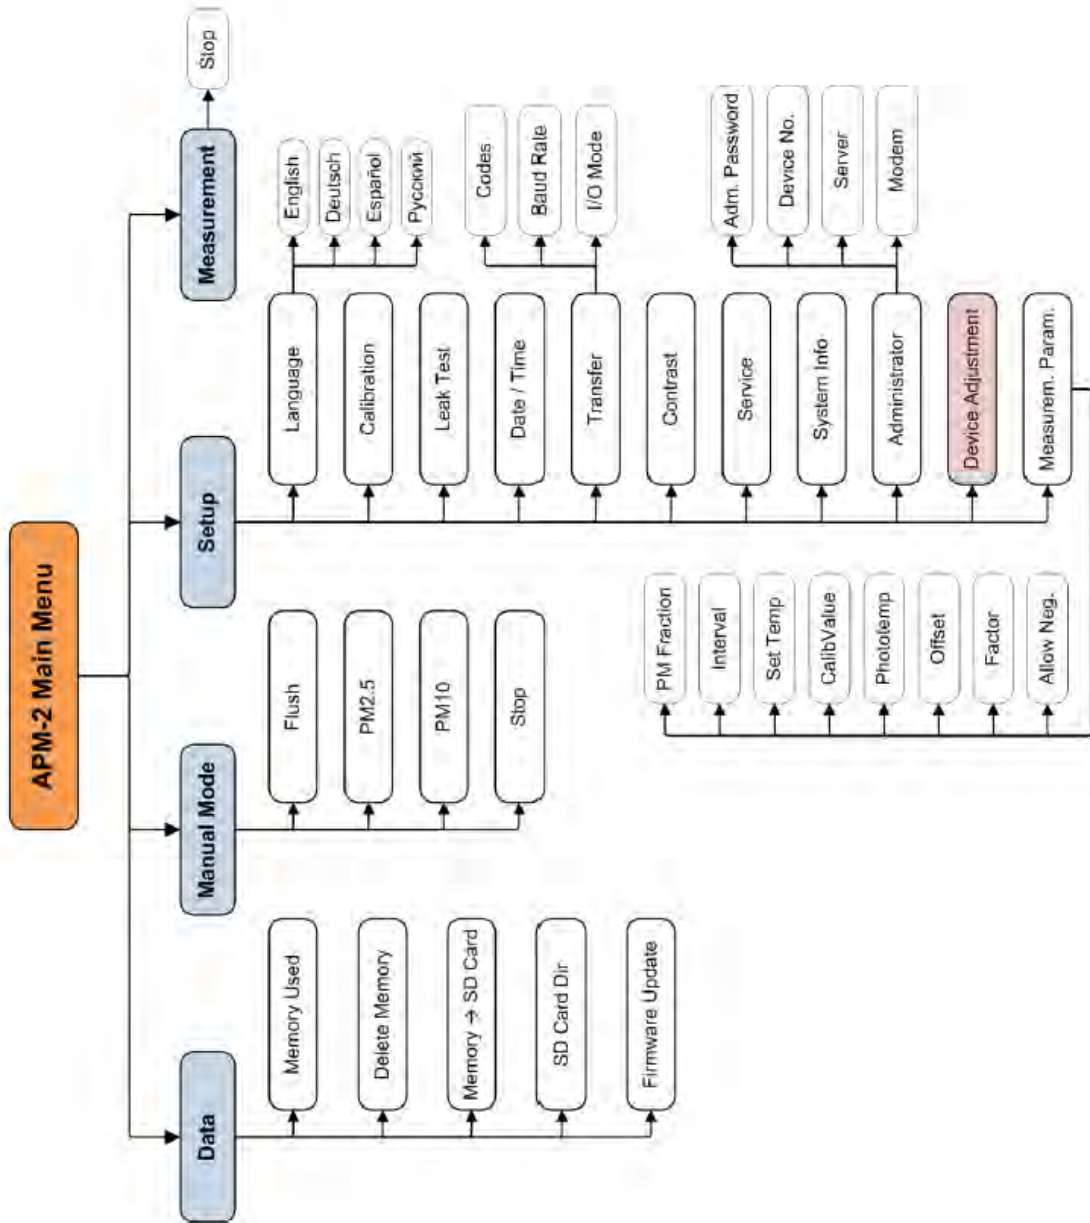 APM-2 Main Menu
Data
Memory Used
Delete Memory
Memory → SD Card
SD Card Dir
Firmware Update
Manual Mode
Flush
PM2.5
PM10
Stop
Setup
Language
English
Deutsch
Español
Русский
Calibration
Leak Test
Date / Time
Transfer
Codes
Baud Rate
I/O Mode
Contrast
Service
System Info
Administrator
Adm. Password
Device No.
Server
Modem
Device Adjustment
Measurem. Param.
PM Fraction
Interval
Set Temp
CalibValue
Phototemp
Offset
Factor
Allow Neg.
Measurement
Stop